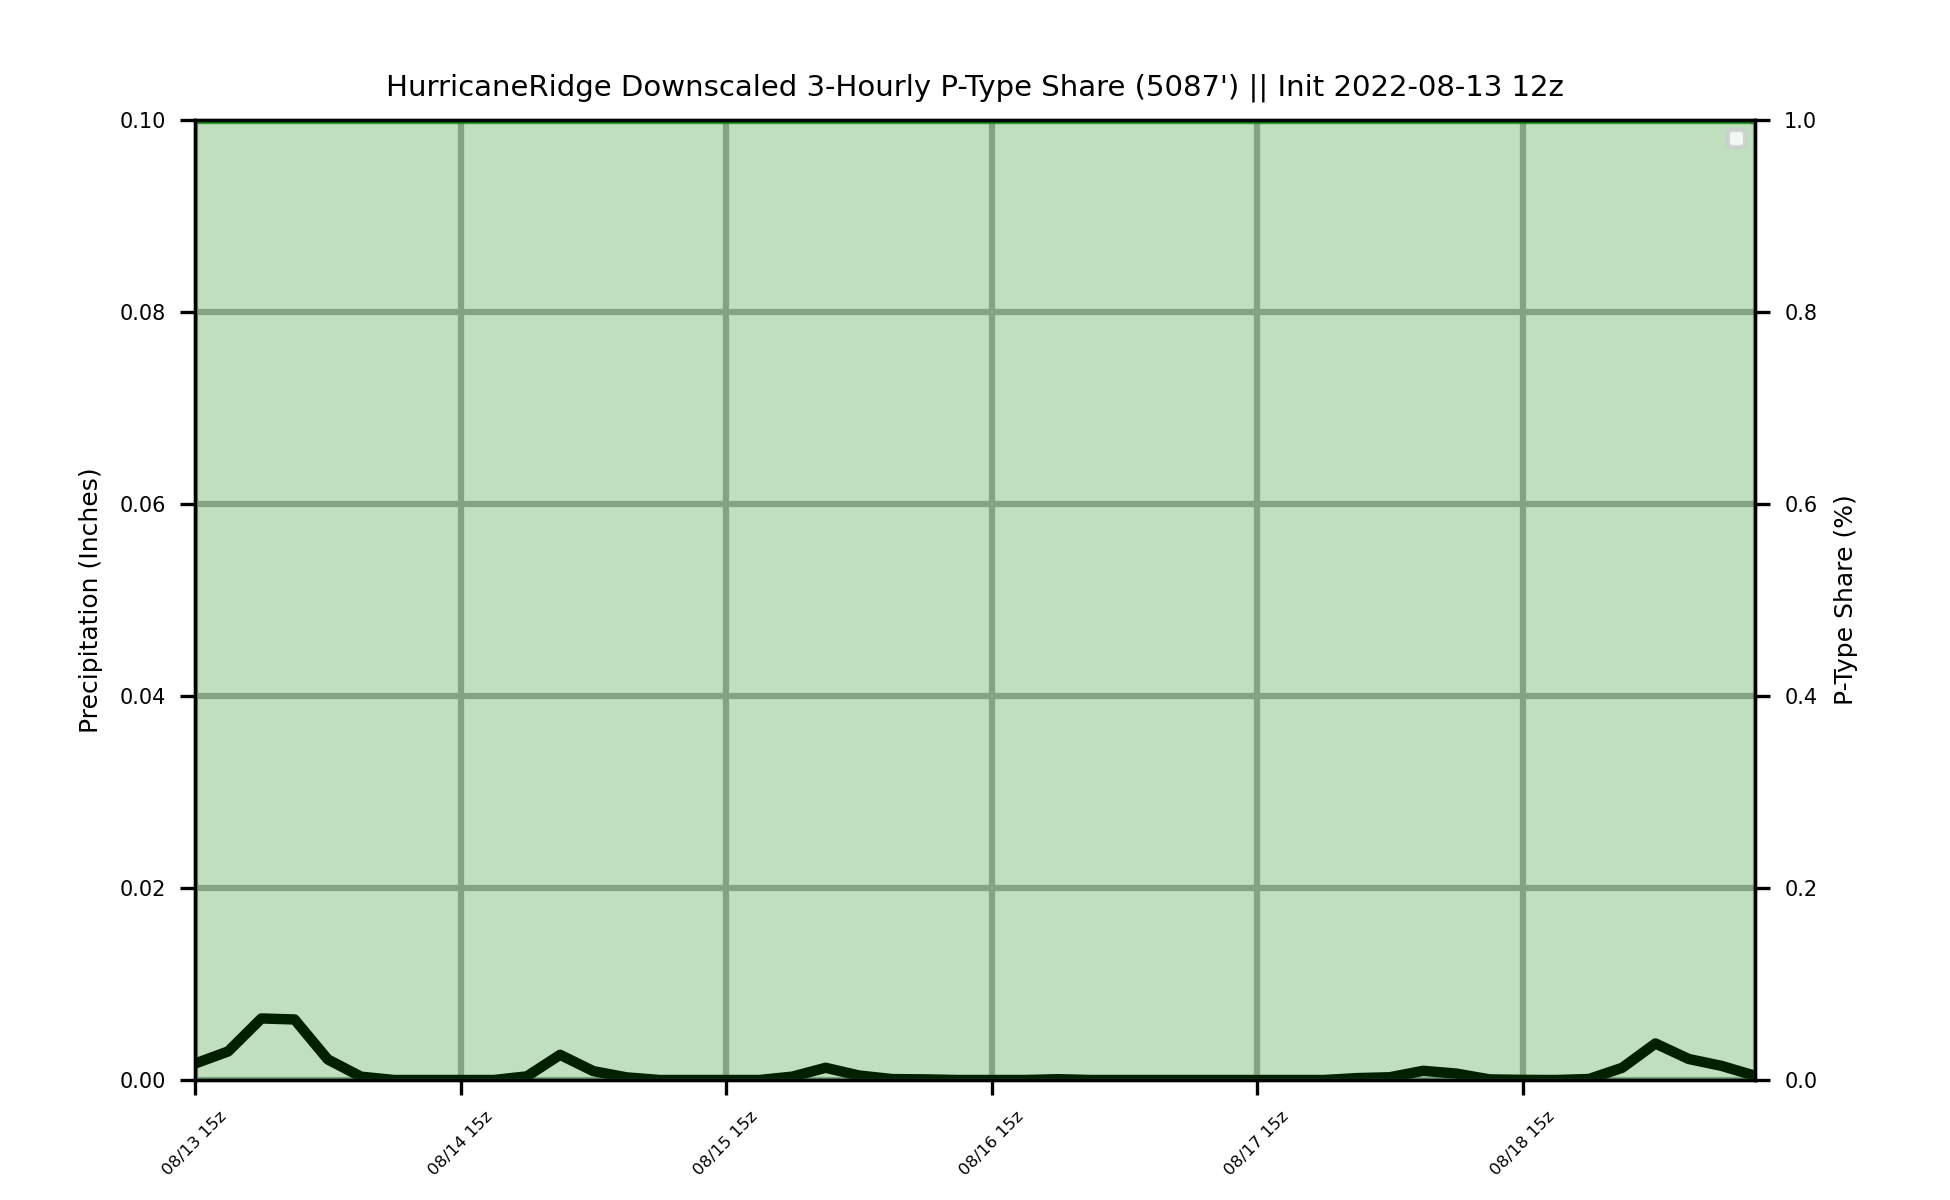 HurricaneRidge Downscaled 3-Hourly P-Type Share (5087') || Init 2022-08-13 12z
0.10
0.08
0.06
0.04
0.02
0.00
Precipitation (Inches)
1.0
0.8
0.6
0.4
0.2
0.0
P-Type Share (%)
08/13 15z
08/14 15z
08/15 15z
08/16 15z
08/17 15z
08/18 15z